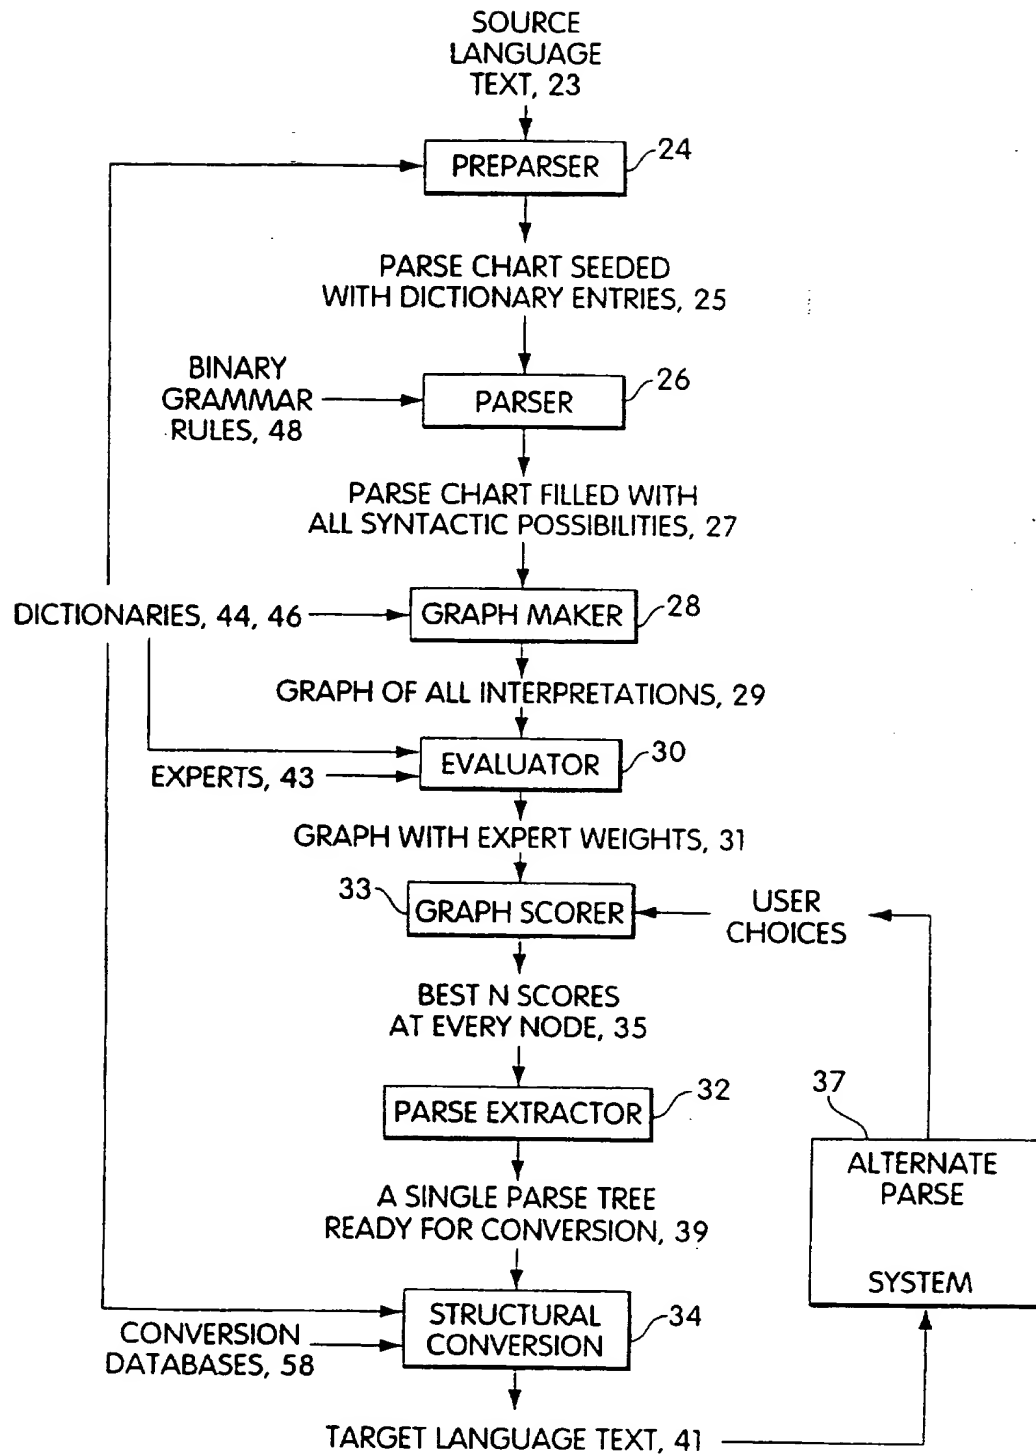 SOURCE
LANGUAGE
TEXT, 23
PREPARSER
24
PARSE CHART SEEDED
WITH DICTIONARY ENTRIES, 25
BINARY
GRAMMAR
RULES, 48
PARSER
26
PARSE CHART FILLED WITH
ALL SYNTACTIC POSSIBILITIES, 27
DICTIONARIES, 44, 46
GRAPH MAKER
28
GRAPH OF ALL INTERPRETATIONS, 29
EVALUATOR
30
EXPERTS, 43
GRAPH WITH EXPERT WEIGHTS, 31
33
GRAPH SCORER
USER
CHOICES
BEST N SCORES
AT EVERY NODE, 35
PARSE EXTRACTOR
32
37
ALTERNATE
PARSE
SYSTEM
A SINGLE PARSE TREE
READY FOR CONVERSION, 39
STRUCTURAL
CONVERSION
34
CONVERSION
DATABASES, 58
TARGET LANGUAGE TEXT, 41